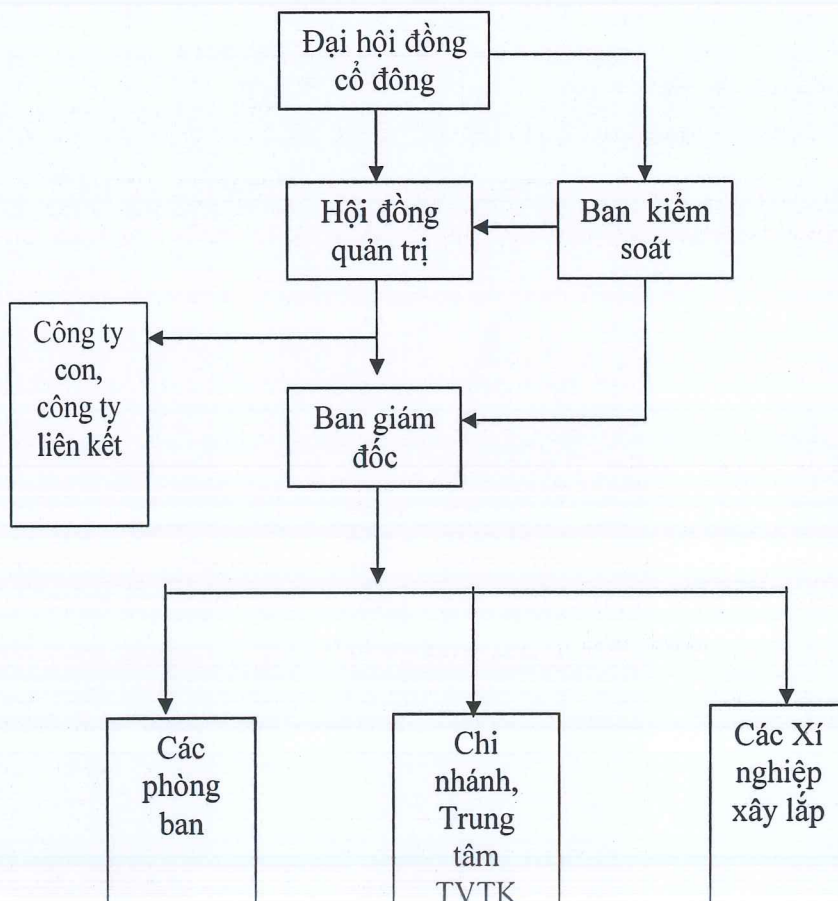 Đại hội đồng
cổ đông
Hội đồng
quản trị
Ban kiểm
soát
Công ty
con,
công ty
liên kết
Ban giám
đốc
Các
phòng
ban
Chi
nhánh,
Trung
tâm
TVTK
Các Xí
nghiệp
xây lắp